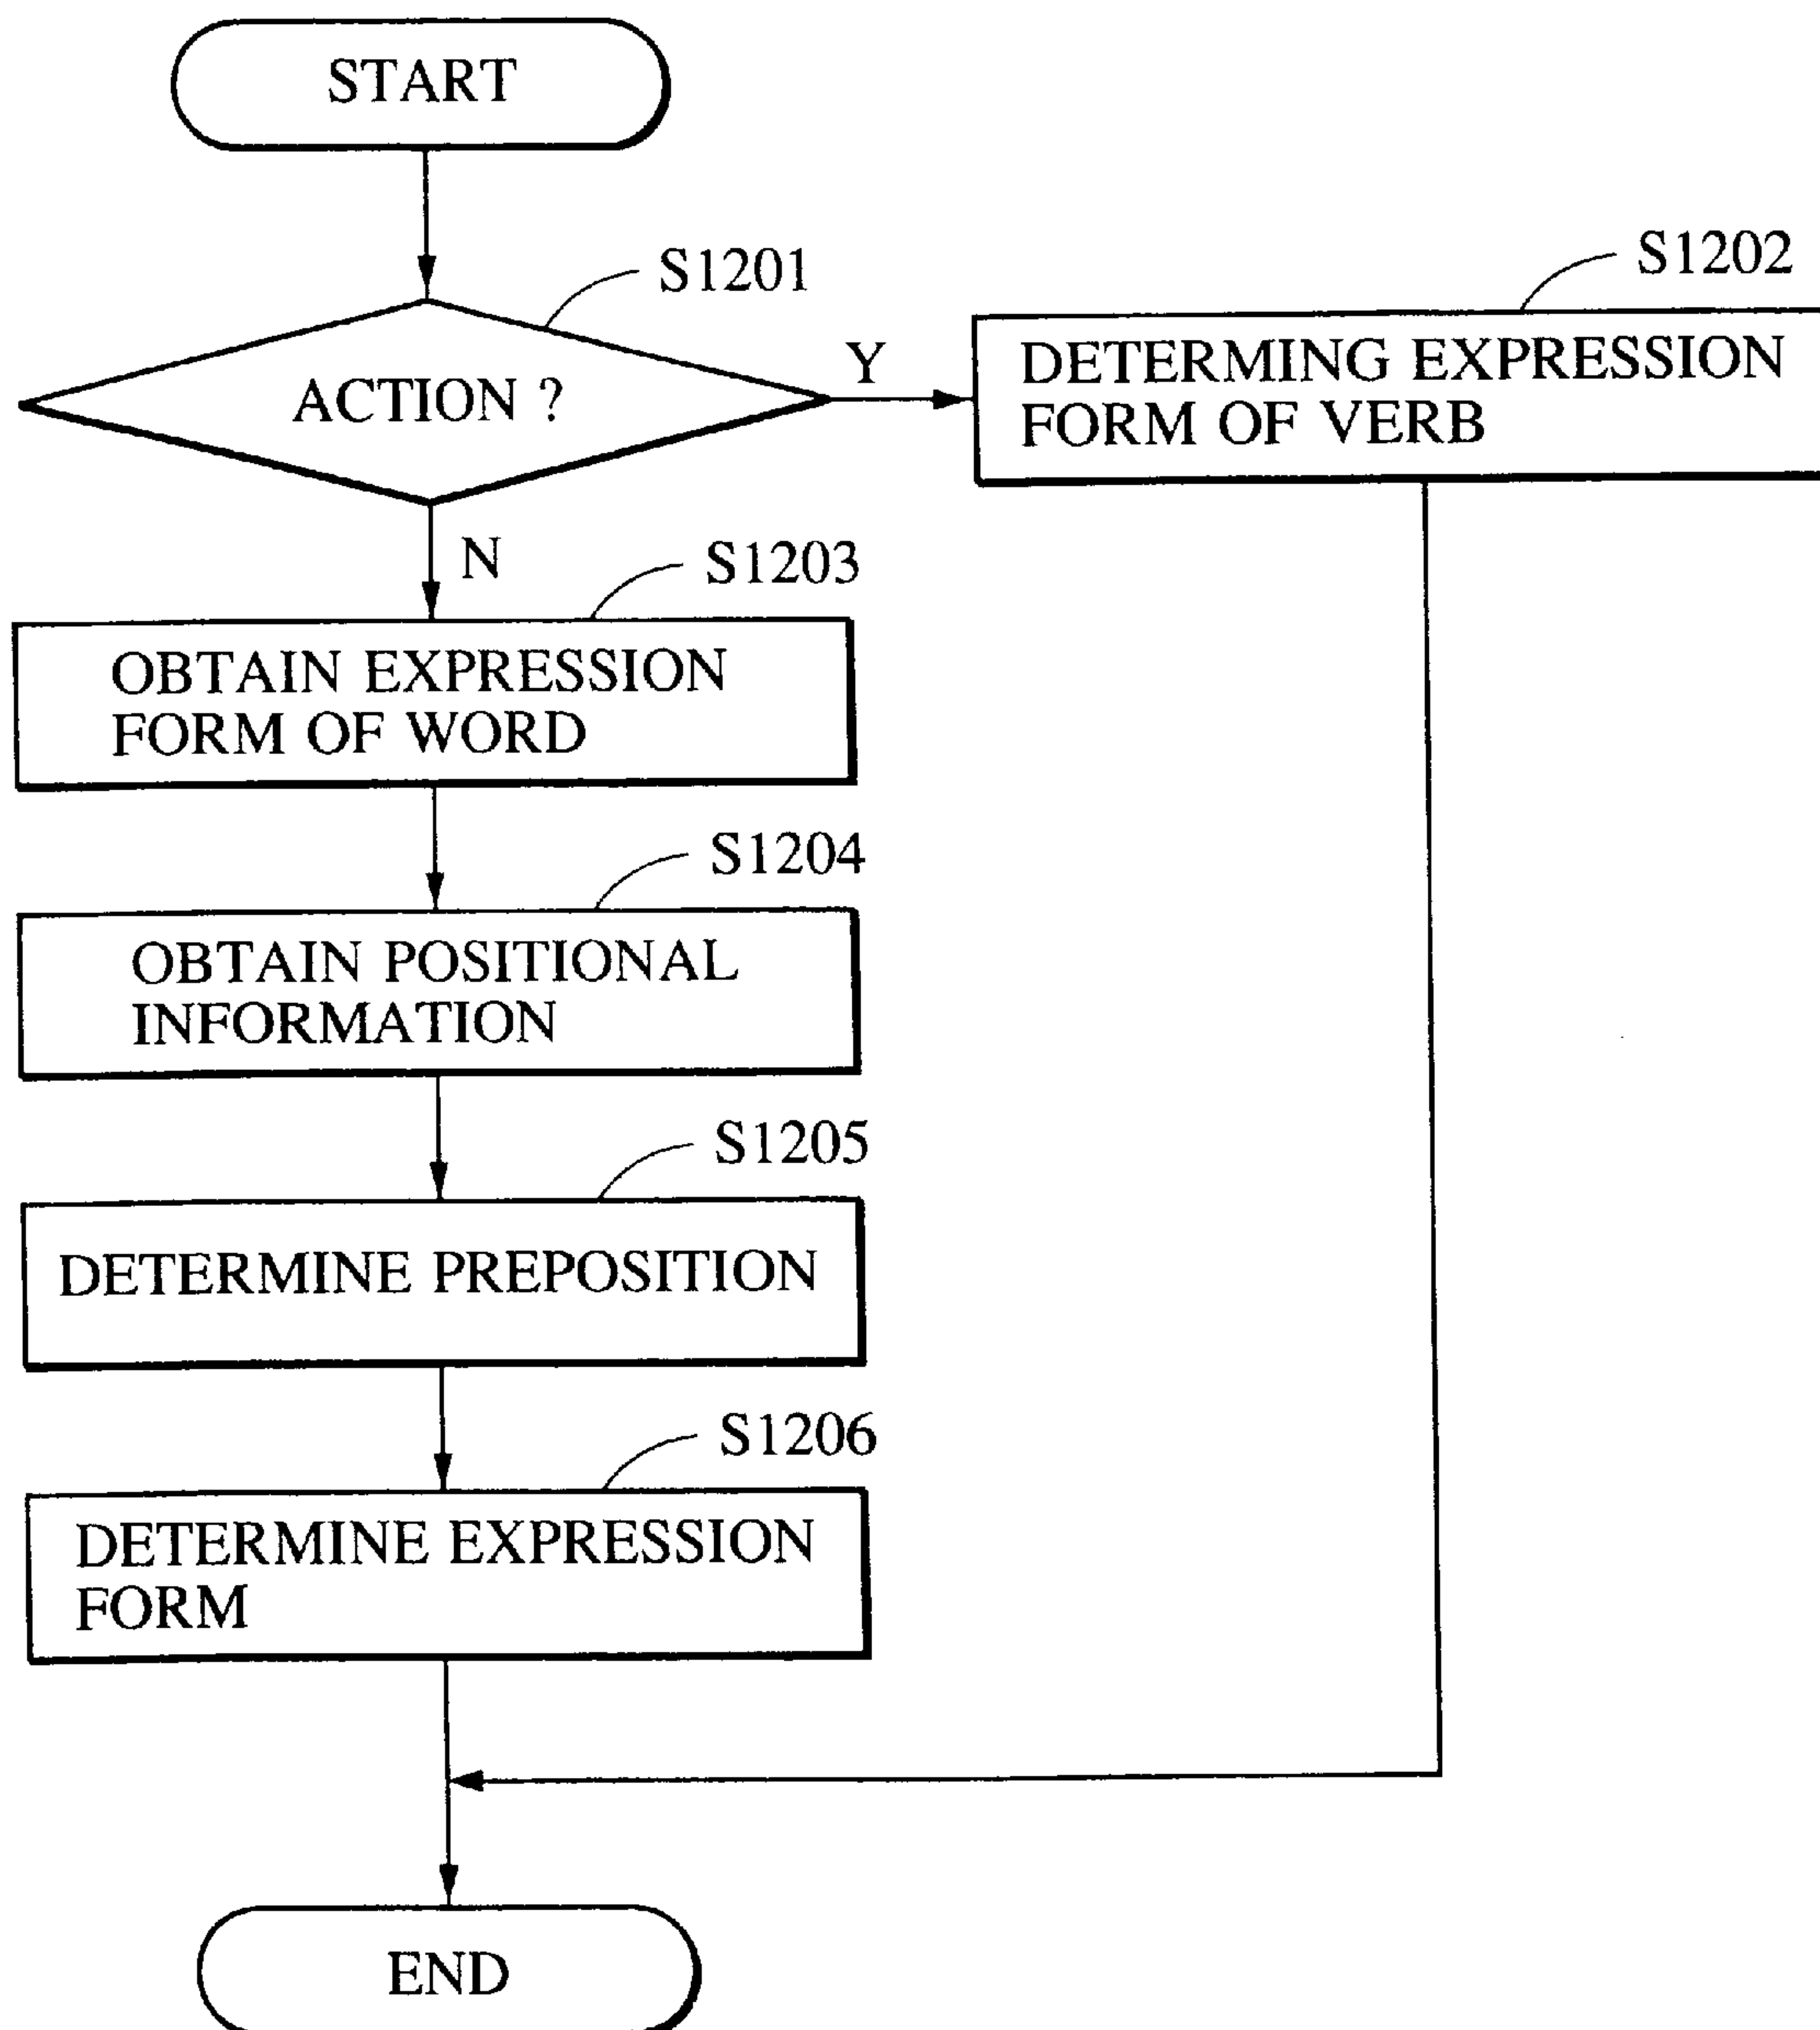 START
S1201
ACTION ?
Y
S1202
DETERMING EXPRESSION
FORM OF VERB
N
S1203
OBTAIN EXPRESSION
FORM OF WORD
S1204
OBTAIN POSITIONAL
INFORMATION
S1205
DETERMINE PREPOSITION
S1206
DETERMINE EXPRESSION
FORM
END